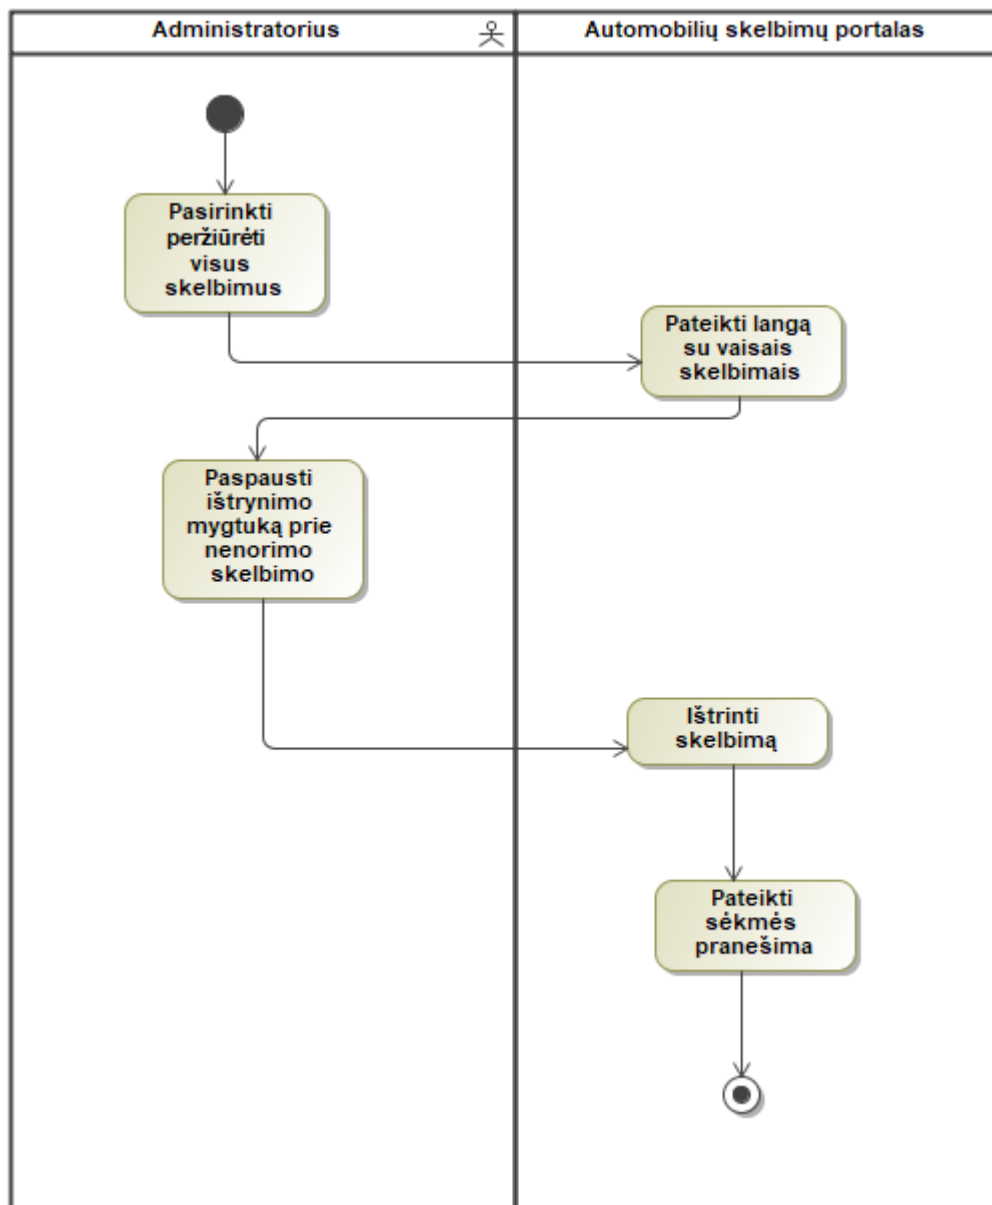 Administratorius
Automobilių skelbimų portalas
Pasirinkti
peržiūrėti
visus
skelbimus
Pateikti langą
su vaisais
skelbimais
Paspausti
ištrynimo
mygtuką prie
nenorimo
skelbimo
Ištrinti
skelbimą
Pateikti
sėkmės
pranešima